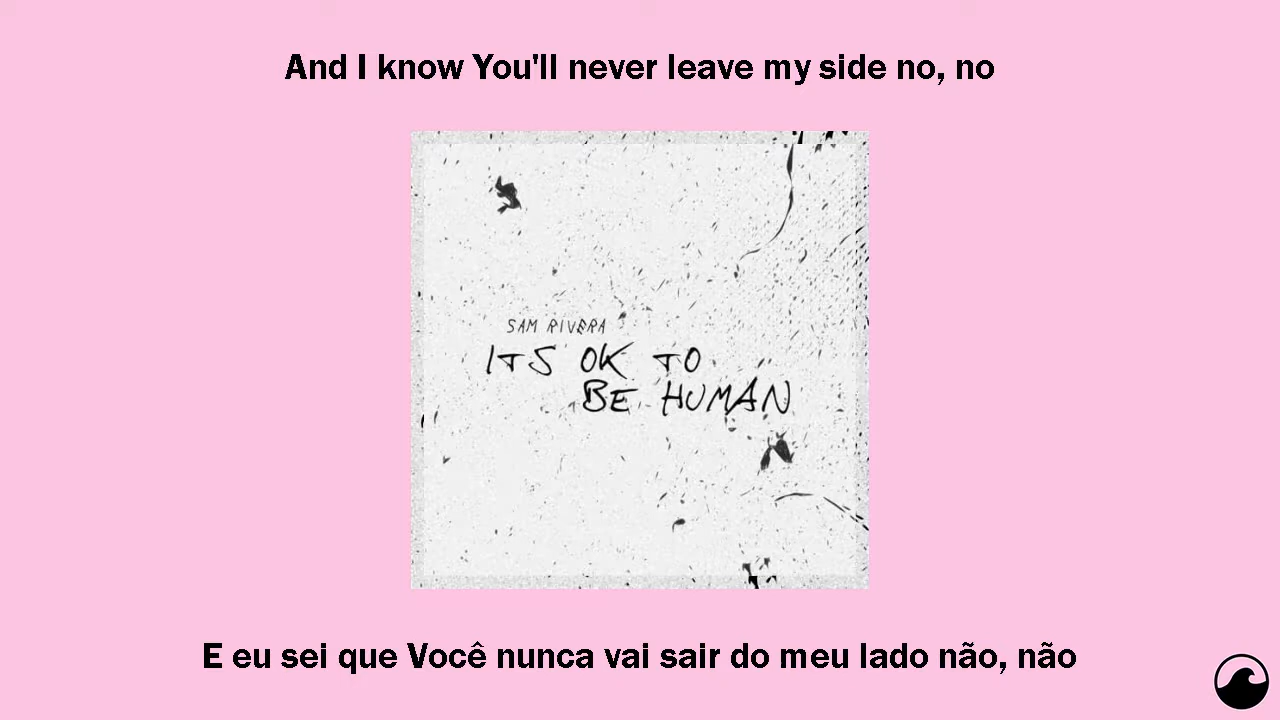 And I know You'll never leave my side no, no
SAM RIVERA
ITS OK TO
BE HUMAN
E eu sei que Você nunca vai sair do meu lado não, não